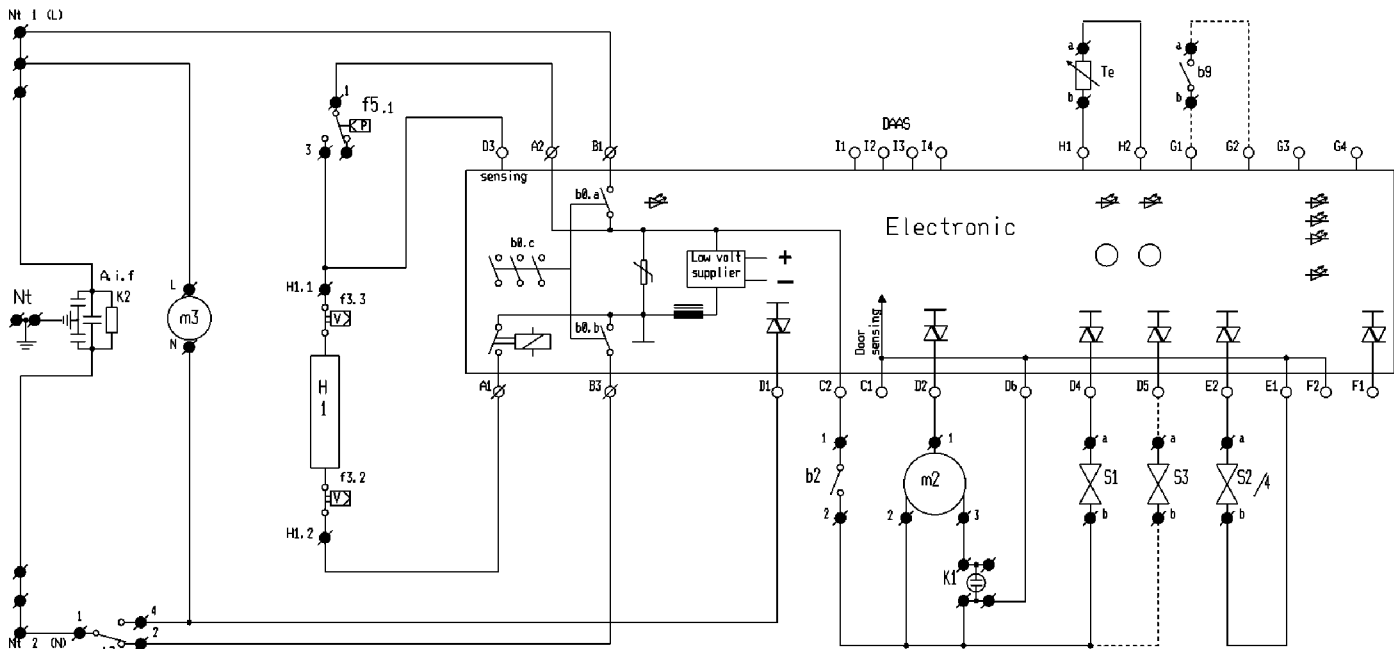 Nt 1 (L)
f5.1
1
3
P
D3
A2
B1
sensing
DAAS
I1
I2
I3
I4
a
Te
b
H1
H2
a
b9
b
G1
G2
G3
G4
b0.a
b0.c
Electronic
Low volt
supplier
+
−
A.i.f
K2
Nt
L
m3
N
H1.1
f3.3
V
H
1
f3.2
V
H1.2
b0.b
Door
sensing
A1
B3
D1
C2
C1
D2
D6
D4
D5
E2
E1
F2
F1
1
b2
2
1
m2
2
3
K1
a
S1
b
a
S3
b
a
S2/4
b
Nt 2 (N)
1
4
2